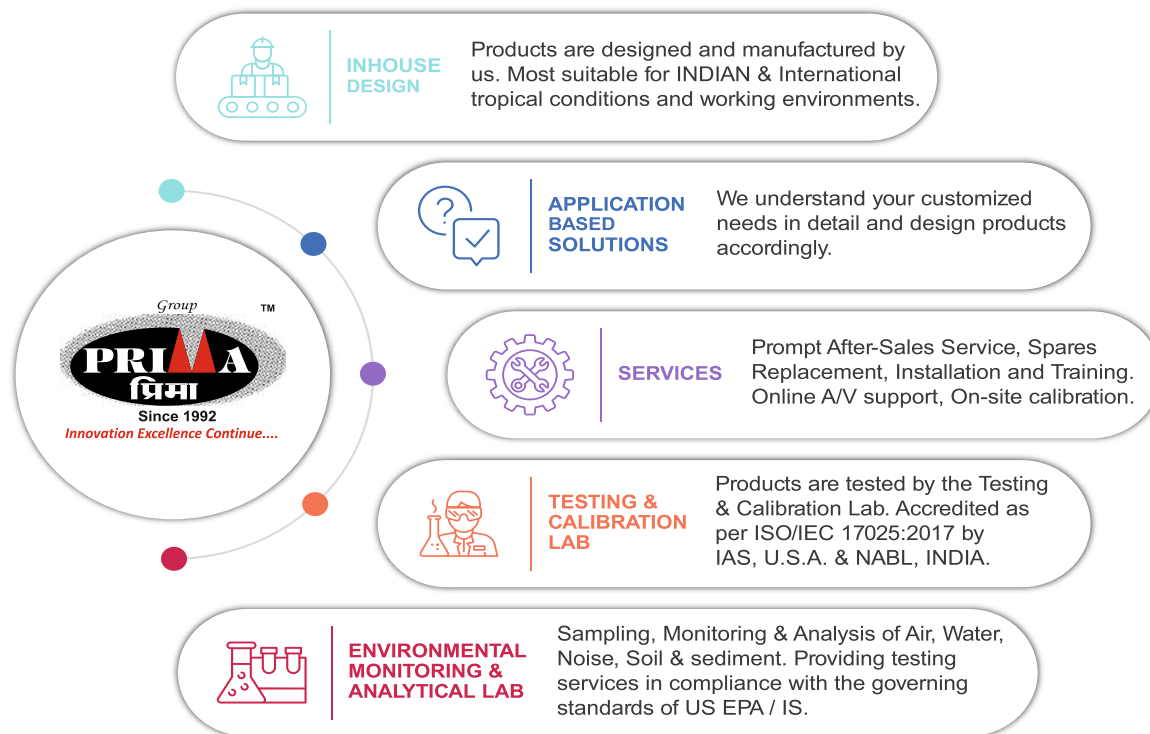 INHOUSE
DESIGN
Products are designed and manufactured by
us. Most suitable for INDIAN & International
tropical conditions and working environments.
APPLICATION
BASED
SOLUTIONS
We understand your customized
needs in detail and design products
accordingly.
Group
TM
PRIMA
प्रिमा
Since 1992
Innovation Excellence Continue....
SERVICES
Prompt After-Sales Service, Spares
Replacement, Installation and Training.
Online A/V support, On-site calibration.
TESTING &
CALIBRATION
LAB
Products are tested by the Testing
& Calibration Lab. Accredited as
per ISO/IEC 17025:2017 by
IAS, U.S.A. & NABL, INDIA.
ENVIRONMENTAL
MONITORING &
ANALYTICAL LAB
Sampling, Monitoring & Analysis of Air, Water,
Noise, Soil & sediment. Providing testing
services in compliance with the governing
standards of US EPA / IS.